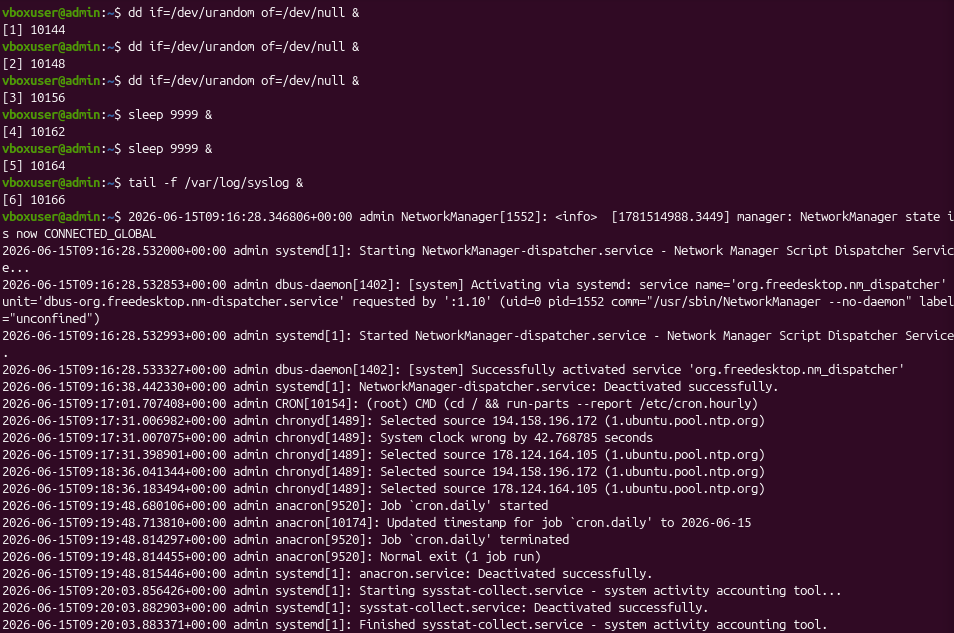 vboxuser@admin:~$ dd if=/dev/urandom of=/dev/null &
[1] 10144
vboxuser@admin:~$ dd if=/dev/urandom of=/dev/null &
[2] 10148
vboxuser@admin:~$ dd if=/dev/urandom of=/dev/null &
[3] 10156
vboxuser@admin:~$ sleep 9999 &
[4] 10162
vboxuser@admin:~$ sleep 9999 &
[5] 10164
vboxuser@admin:~$ tail -f /var/log/syslog &
[6] 10166
vboxuser@admin:~$ 2026-06-15T09:16:28.346806+00:00 admin NetworkManager[1552]: <info>  [1781514988.3449] manager: NetworkManager state i
s now CONNECTED_GLOBAL
2026-06-15T09:16:28.532000+00:00 admin systemd[1]: Starting NetworkManager-dispatcher.service - Network Manager Script Dispatcher Servic
e...
2026-06-15T09:16:28.532853+00:00 admin dbus-daemon[1402]: [system] Activating via systemd: service name='org.freedesktop.nm_dispatcher'
unit='dbus-org.freedesktop.nm-dispatcher.service' requested by ':1.10' (uid=0 pid=1552 comm="/usr/sbin/NetworkManager --no-daemon" label
="unconfined")
2026-06-15T09:16:28.532993+00:00 admin systemd[1]: Started NetworkManager-dispatcher.service - Network Manager Script Dispatcher Service
.
2026-06-15T09:16:28.533327+00:00 admin dbus-daemon[1402]: [system] Successfully activated service 'org.freedesktop.nm_dispatcher'
2026-06-15T09:16:38.442330+00:00 admin systemd[1]: NetworkManager-dispatcher.service: Deactivated successfully.
2026-06-15T09:17:01.707408+00:00 admin CRON[10154]: (root) CMD (cd / && run-parts --report /etc/cron.hourly)
2026-06-15T09:17:31.006982+00:00 admin chronyd[1489]: Selected source 194.158.196.172 (1.ubuntu.pool.ntp.org)
2026-06-15T09:17:31.007075+00:00 admin chronyd[1489]: System clock wrong by 42.768785 seconds
2026-06-15T09:17:31.398901+00:00 admin chronyd[1489]: Selected source 178.124.164.105 (1.ubuntu.pool.ntp.org)
2026-06-15T09:18:36.041344+00:00 admin chronyd[1489]: Selected source 194.158.196.172 (1.ubuntu.pool.ntp.org)
2026-06-15T09:18:36.183494+00:00 admin chronyd[1489]: Selected source 178.124.164.105 (1.ubuntu.pool.ntp.org)
2026-06-15T09:19:48.680106+00:00 admin anacron[9520]: Job `cron.daily' started
2026-06-15T09:19:48.713810+00:00 admin anacron[10174]: Updated timestamp for job `cron.daily' to 2026-06-15
2026-06-15T09:19:48.814297+00:00 admin anacron[9520]: Job `cron.daily' terminated
2026-06-15T09:19:48.814455+00:00 admin anacron[9520]: Normal exit (1 job run)
2026-06-15T09:19:48.815446+00:00 admin systemd[1]: anacron.service: Deactivated successfully.
2026-06-15T09:20:03.856426+00:00 admin systemd[1]: Starting sysstat-collect.service - system activity accounting tool...
2026-06-15T09:20:03.882903+00:00 admin systemd[1]: sysstat-collect.service: Deactivated successfully.
2026-06-15T09:20:03.883371+00:00 admin systemd[1]: Finished sysstat-collect.service - system activity accounting tool.